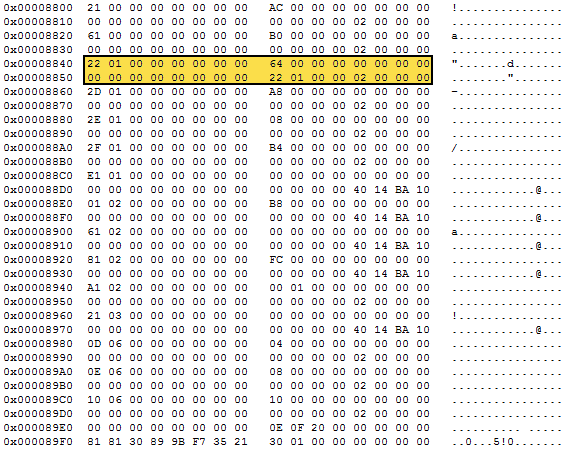 0x00008800 21 00 00 00 00 00 00 00 AC 00 00 00 00 00 00 00 !...............
0x00008810 00 00 00 00 00 00 00 00 00 00 00 00 02 00 00 00 ................
0x00008820 61 00 00 00 00 00 00 00 B0 00 00 00 00 00 00 00 a...............
0x00008830 00 00 00 00 00 00 00 00 00 00 00 00 02 00 00 00 ................
0x00008840 22 01 00 00 00 00 00 00 64 00 00 00 00 00 00 00 ".......d.......
0x00008850 00 00 00 00 00 00 00 00 22 01 00 00 02 00 00 00 ........".......
0x00008860 2D 01 00 00 00 00 00 00 A8 00 00 00 00 00 00 00 -...............
0x00008870 00 00 00 00 00 00 00 00 00 00 00 00 02 00 00 00 ................
0x00008880 2E 01 00 00 00 00 00 00 08 00 00 00 00 00 00 00 ................
0x00008890 00 00 00 00 00 00 00 00 00 00 00 00 02 00 00 00 ................
0x000088A0 2F 01 00 00 00 00 00 00 B4 00 00 00 00 00 00 00 /...............
0x000088B0 00 00 00 00 00 00 00 00 00 00 00 00 02 00 00 00 ................
0x000088C0 E1 01 00 00 00 00 00 00 00 00 00 00 00 00 00 00 ................
0x000088D0 00 00 00 00 00 00 00 00 00 00 00 00 40 14 BA 10 ............@...
0x000088E0 01 02 00 00 00 00 00 00 B8 00 00 00 00 00 00 00 ................
0x000088F0 00 00 00 00 00 00 00 00 00 00 00 00 40 14 BA 10 ............@...
0x00008900 61 02 00 00 00 00 00 00 00 00 00 00 00 00 00 00 a...............
0x00008910 00 00 00 00 00 00 00 00 00 00 00 00 40 14 BA 10 ............@...
0x00008920 81 02 00 00 00 00 00 00 FC 00 00 00 00 00 00 00 ................
0x00008930 00 00 00 00 00 00 00 00 00 00 00 00 40 14 BA 10 ............@...
0x00008940 A1 02 00 00 00 00 00 00 00 01 00 00 00 00 00 00 ................
0x00008950 00 00 00 00 00 00 00 00 00 00 00 00 02 00 00 00 ................
0x00008960 21 03 00 00 00 00 00 00 00 00 00 00 00 00 00 00 !...............
0x00008970 00 00 00 00 00 00 00 00 00 00 00 00 40 14 BA 10 ............@...
0x00008980 0D 06 00 00 00 00 00 00 04 00 00 00 00 00 00 00 ................
0x00008990 00 00 00 00 00 00 00 00 00 00 00 00 02 00 00 00 ................
0x000089A0 0E 06 00 00 00 00 00 00 08 00 00 00 00 00 00 00 ................
0x000089B0 00 00 00 00 00 00 00 00 00 00 00 00 02 00 00 00 ................
0x000089C0 10 06 00 00 00 00 00 00 10 00 00 00 00 00 00 00 ................
0x000089D0 00 00 00 00 00 00 00 00 00 00 00 00 02 00 00 00 ................
0x000089E0 00 00 00 00 00 00 00 00 0E 0F 20 00 00 00 00 00 .......... .....
0x000089F0 81 81 30 89 9B F7 35 21 30 01 00 00 00 00 00 00 ..0...5!0.......